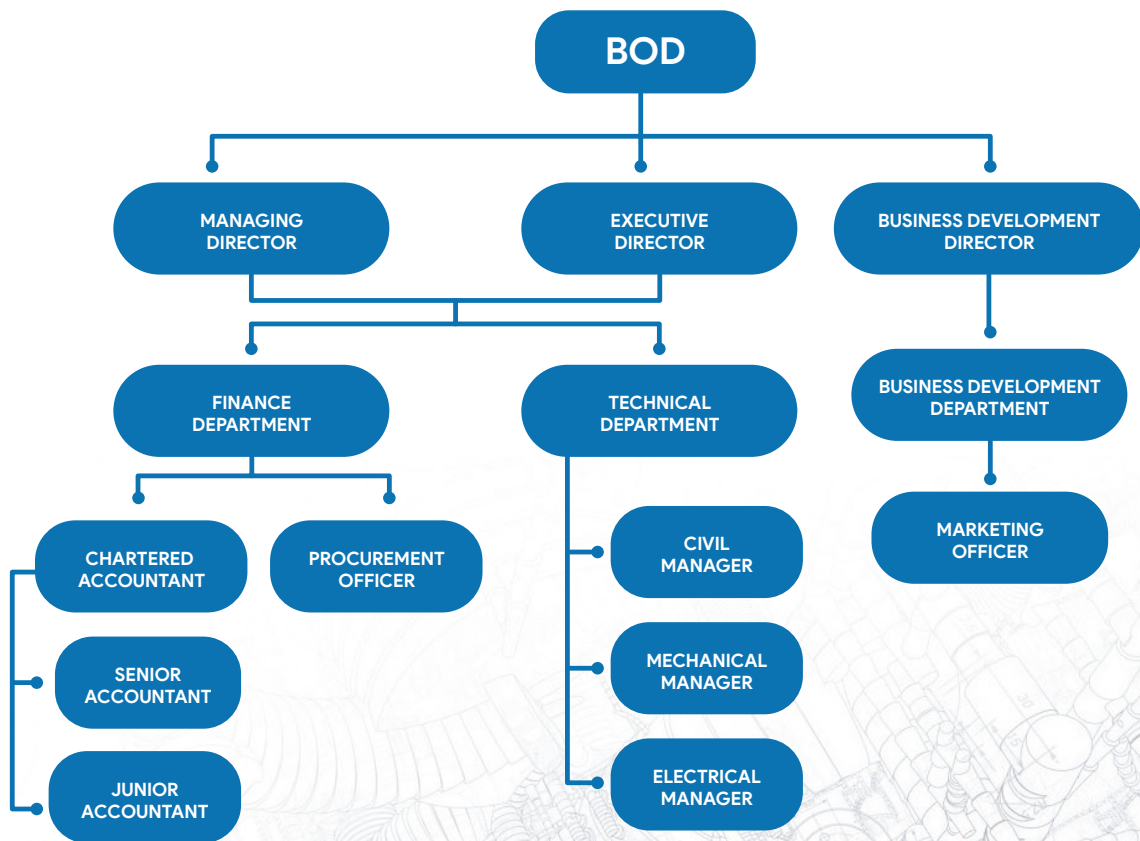 BOD
MANAGING
DIRECTOR
EXECUTIVE
DIRECTOR
BUSINESS DEVELOPMENT
DIRECTOR
FINANCE
DEPARTMENT
TECHNICAL
DEPARTMENT
BUSINESS DEVELOPMENT
DEPARTMENT
CHARTERED
ACCOUNTANT
PROCUREMENT
OFFICER
CIVIL
MANAGER
MARKETING
OFFICER
SENIOR
ACCOUNTANT
MECHANICAL
MANAGER
JUNIOR
ACCOUNTANT
ELECTRICAL
MANAGER